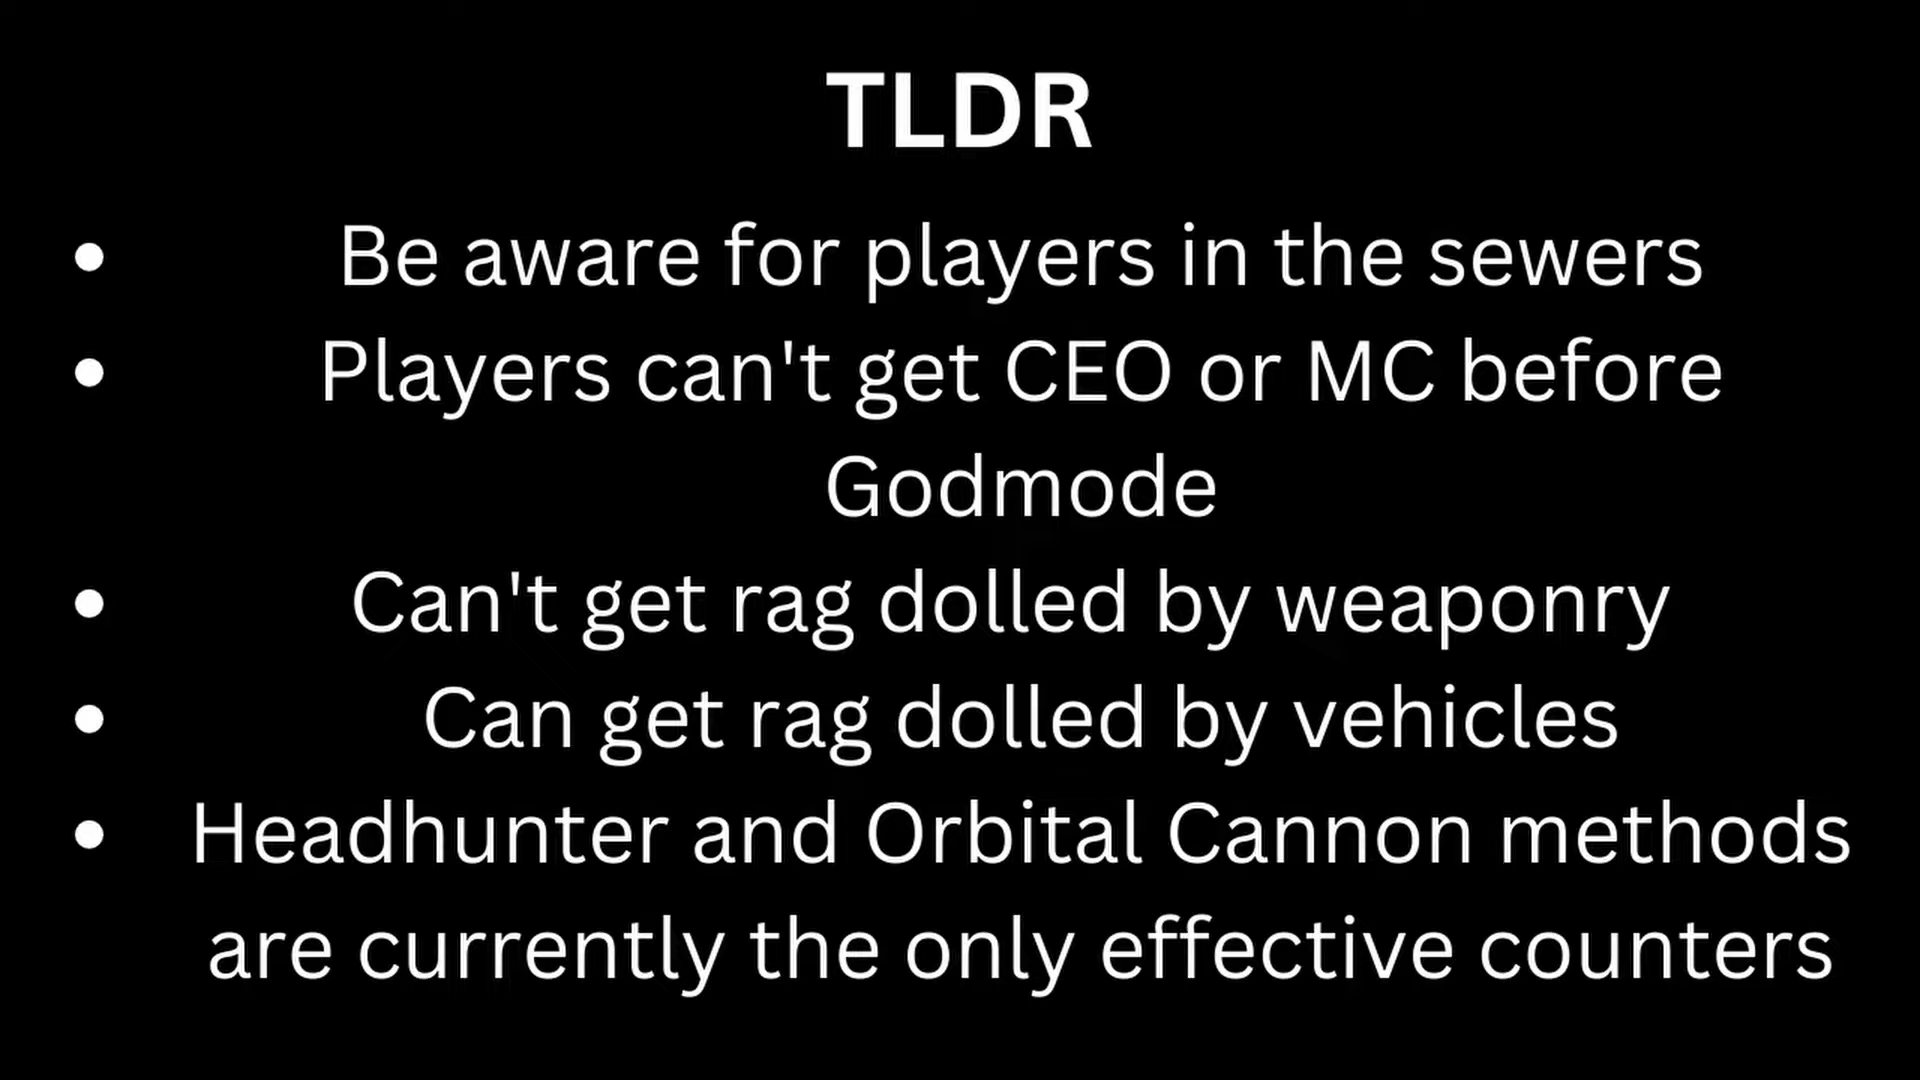 TLDR
• Be aware for players in the sewers
• Players can't get CEO or MC before
Godmode
• Can't get rag dolled by weaponry
• Can get rag dolled by vehicles
• Headhunter and Orbital Cannon methods
are currently the only effective counters